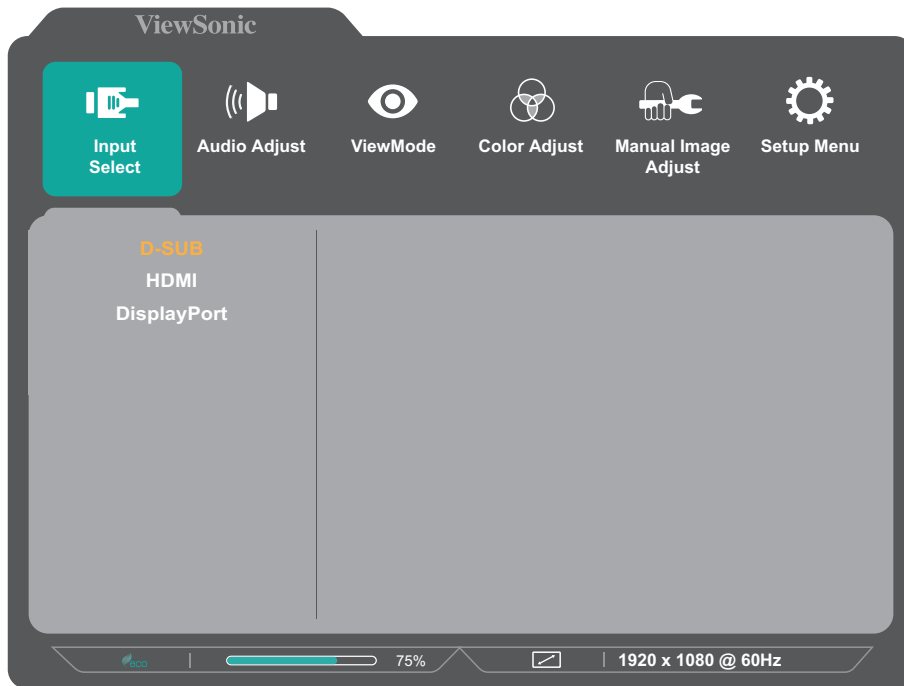 ViewSonic
Input
Select
Audio Adjust
ViewMode
Color Adjust
Manual Image
Adjust
Setup Menu
D-SUB
HDMI
DisplayPort
eco
75%
1920 x 1080 @ 60Hz